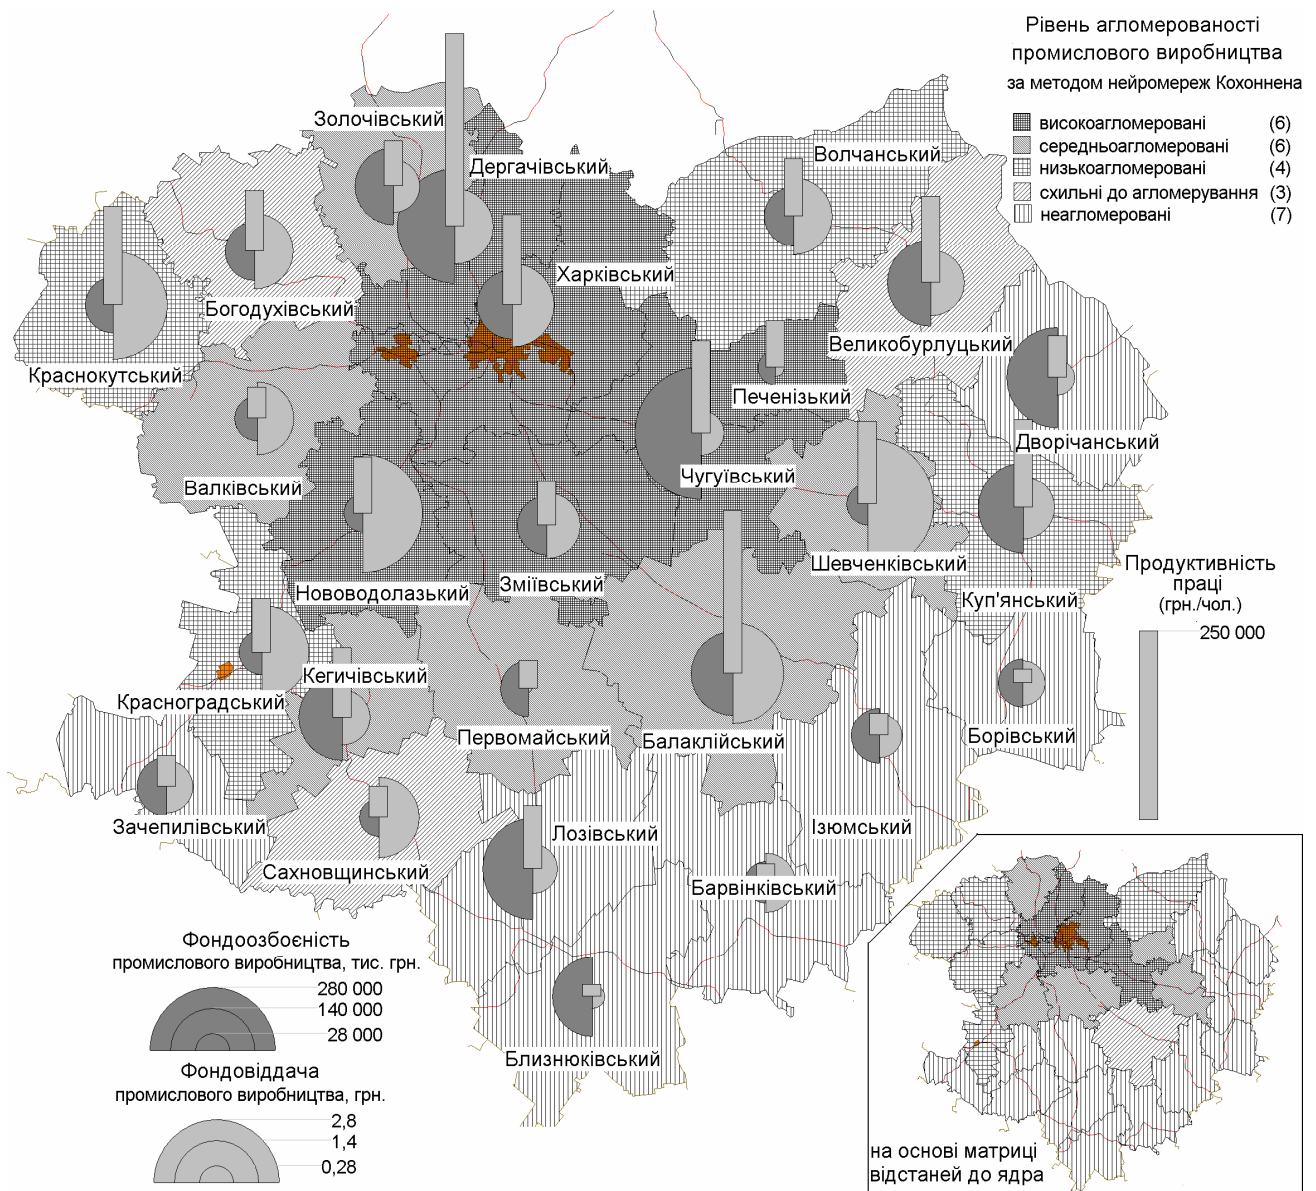 Рівень агломерованості
промислового виробництва
за методом нейромереж Кохоннена
високоагломеровані (6)
середньоагломеровані (6)
низькоагломеровані (4)
схильні до агломерування (3)
неагломеровані (7)
Золочівський
Дергачівський
Волчанський
Харківський
Богодухівський
Великобурлуцький
Краснокутський
Печенізький
Дворічанський
Чугуївський
Валківський
Шевченківський
Нововодолазький
Зміївський
Куп'янський
Продуктивність
праці
(грн./чол.)
250 000
Кегичівський
Красноградський
Первомайський
Балаклійський
Борівський
Зачепилівський
Лозівський
Ізюмський
Сахновщинський
Барвінківський
Близнюківський
Фондоозбоєність
промислового виробництва, тис. грн.
280 000
140 000
28 000
Фондовіддача
промислового виробництва, грн.
2,8
1,4
0,28
на основі матриці
відстаней до ядра